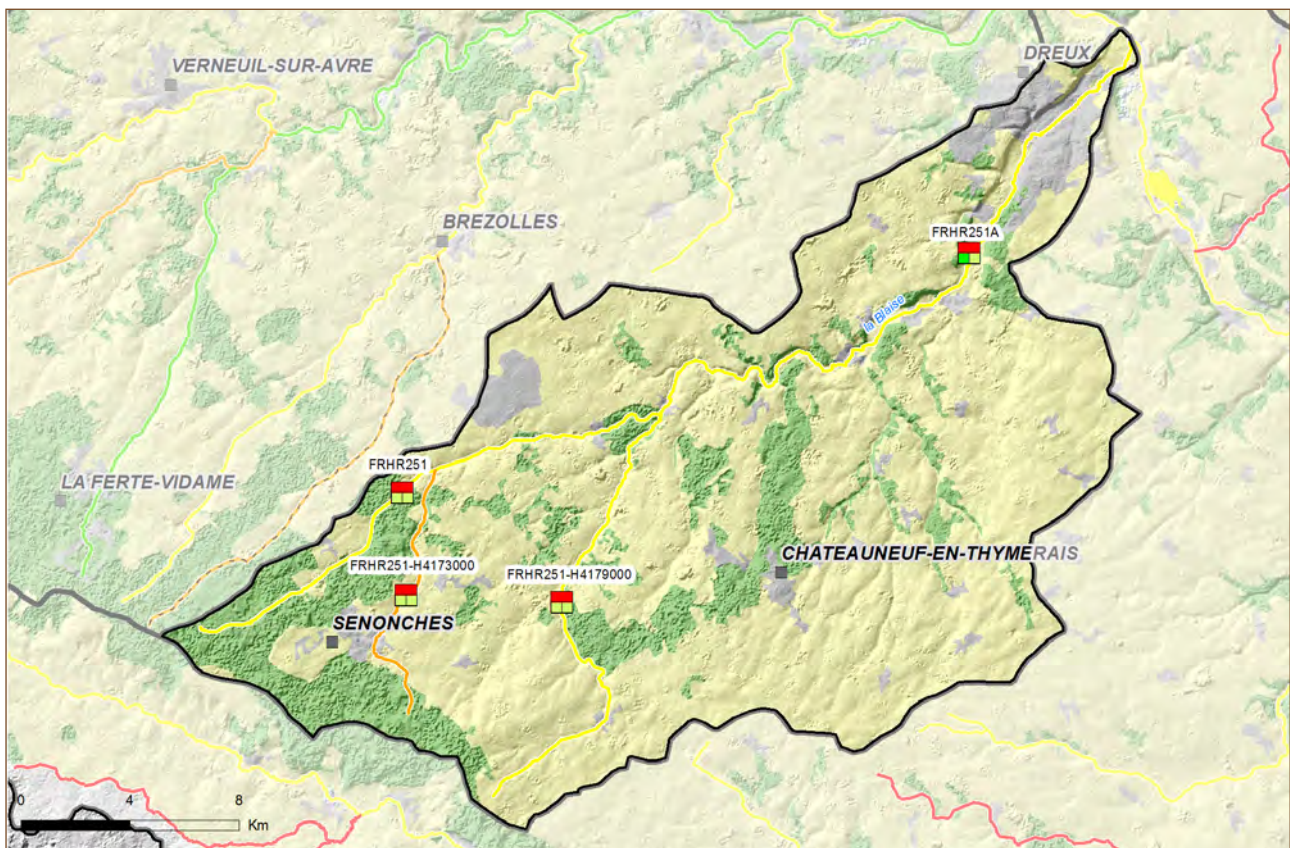 DREUX
VERNEUIL-SUR-AVRE
BREZOLLES
FRHR251A
la Blaise
FRHR251
LA FERTE-VIDAME
CHATEAUNEUF-EN-THYMERAIS
FRHR251-H4173000
FRHR251-H4179000
SENONCHES
0 4 8
Km